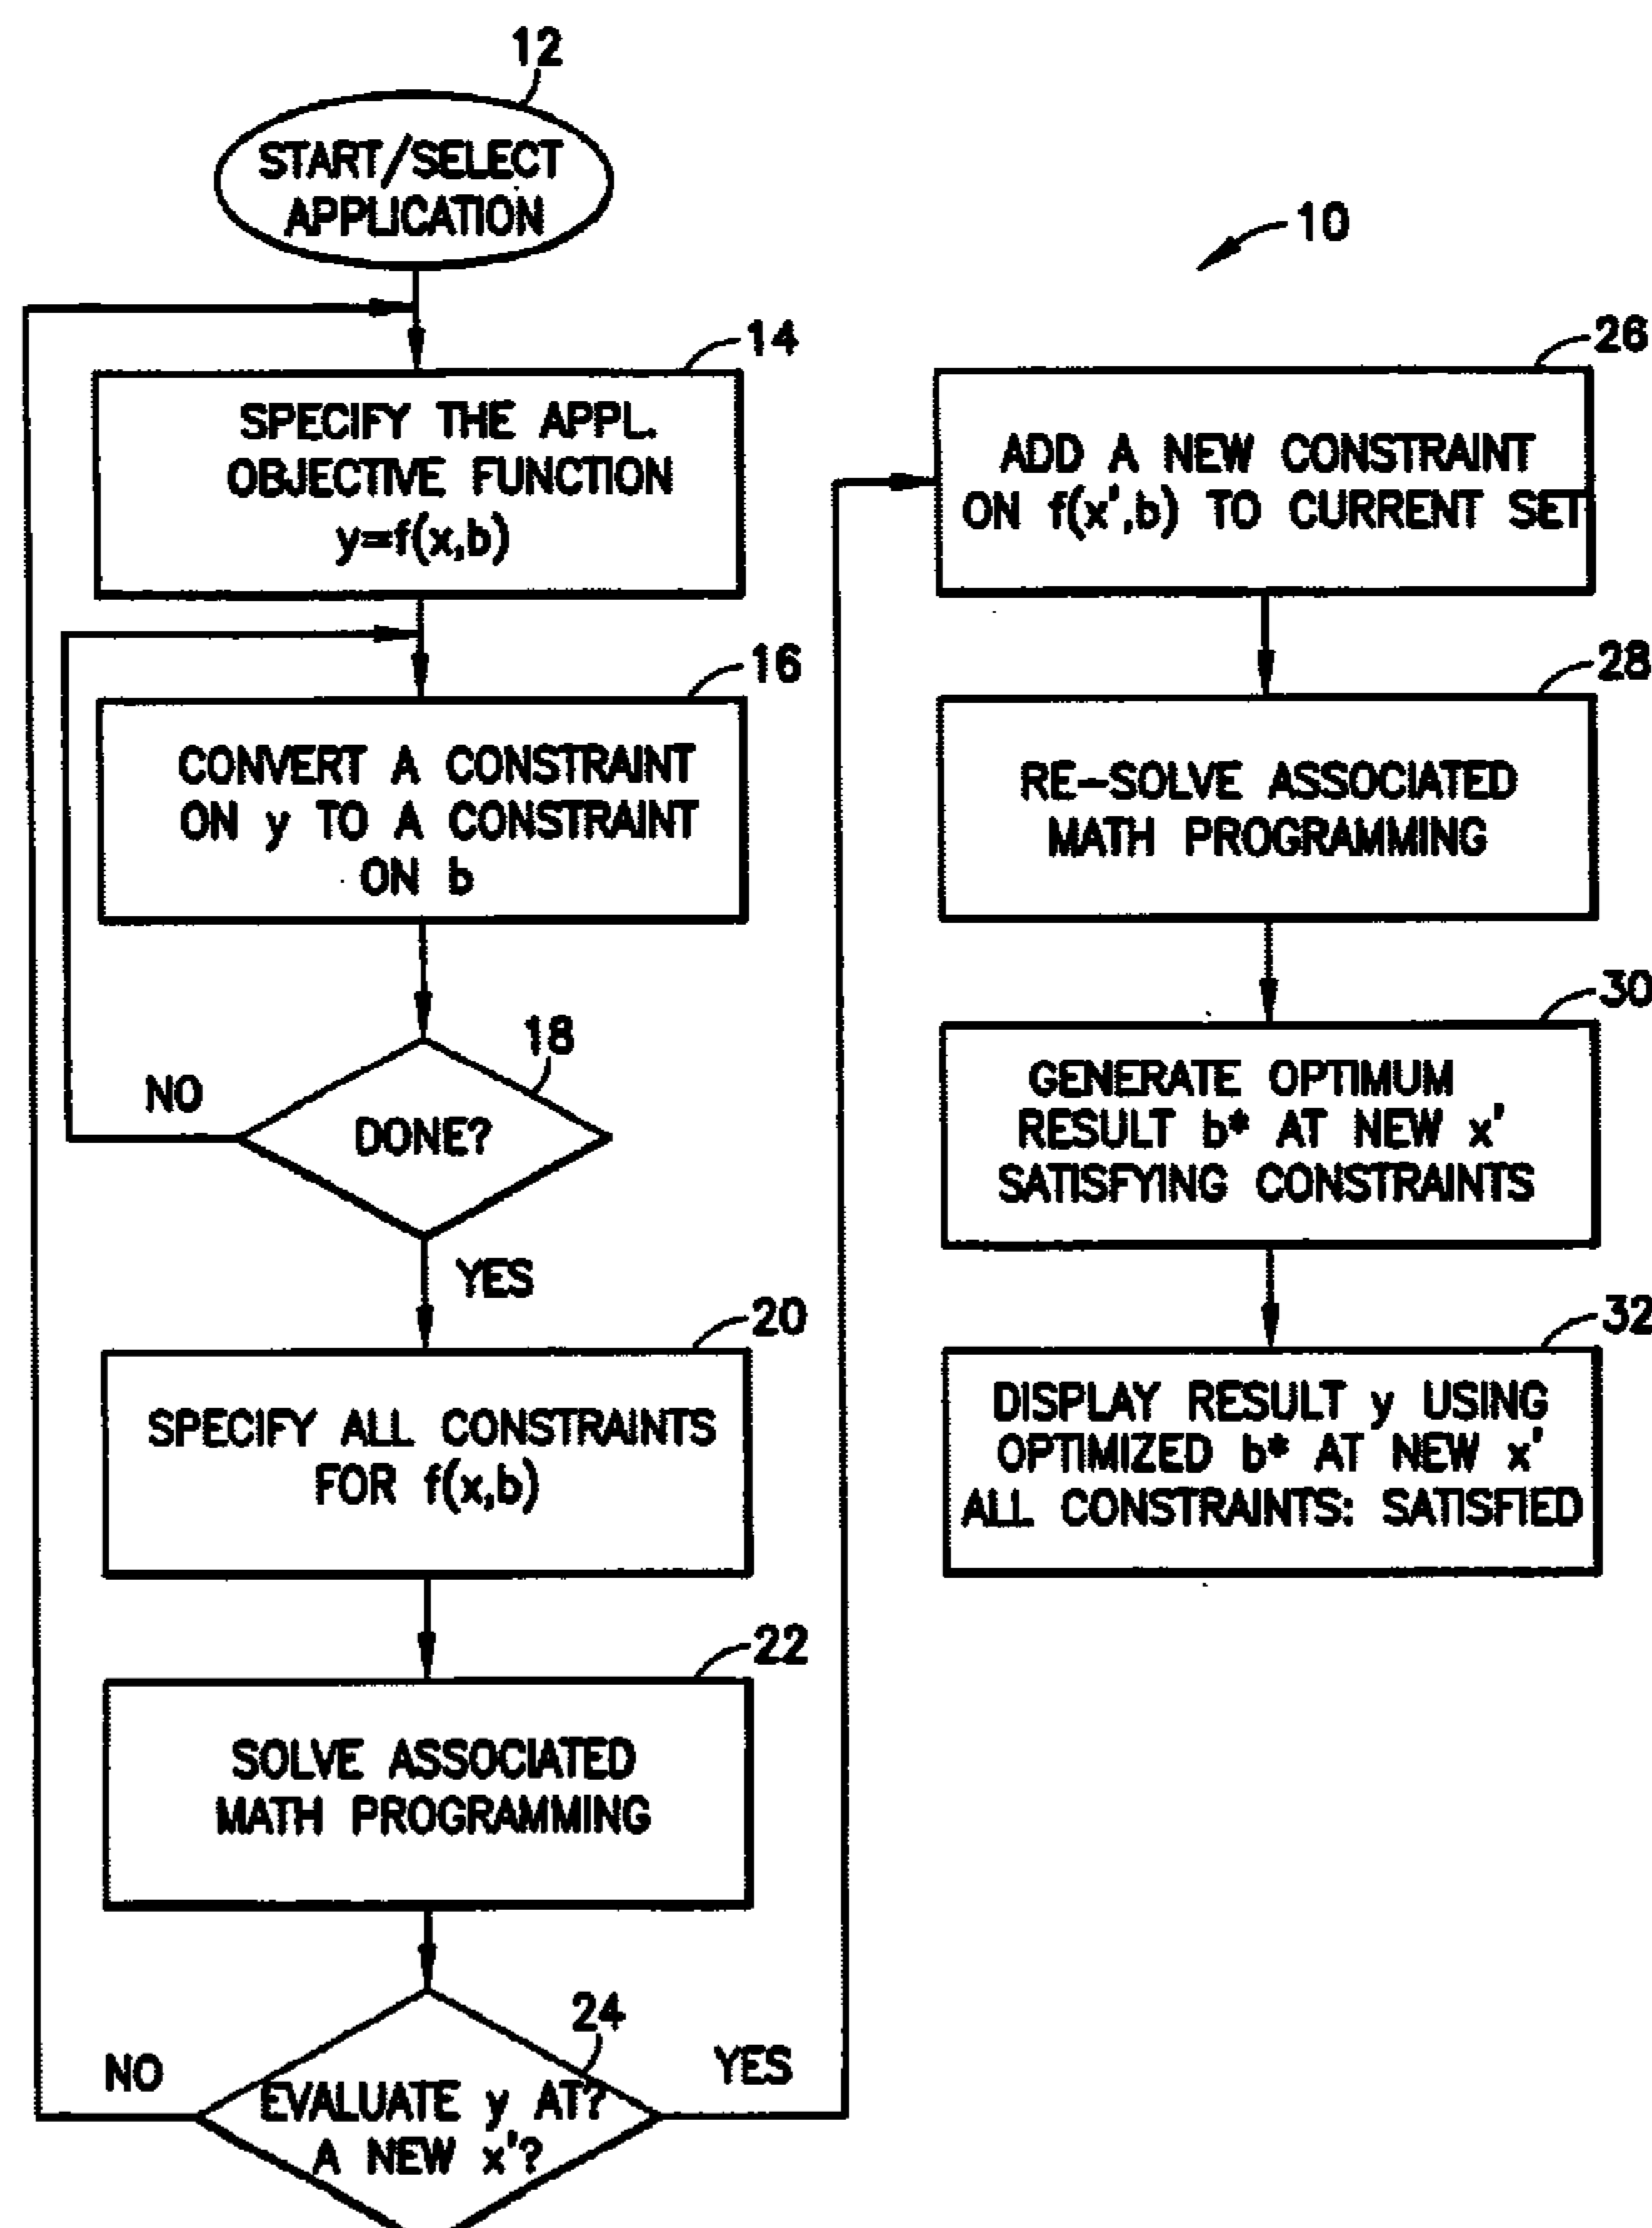 12
START/SELECT
APPLICATION
10
14
SPECIFY THE APPL.
OBJECTIVE FUNCTION
y=f(x,b)
16
CONVERT A CONSTRAINT
ON y TO A CONSTRAINT
ON b
18
NO
DONE?
YES
20
SPECIFY ALL CONSTRAINTS
FOR f(x,b)
22
SOLVE ASSOCIATED
MATH PROGRAMMING
24
NO
YES
EVALUATE y AT?
A NEW x'?
26
ADD A NEW CONSTRAINT
ON f(x',b) TO CURRENT SET
28
RE-SOLVE ASSOCIATED
MATH PROGRAMMING
30
GENERATE OPTIMUM
RESULT b* AT NEW x'
SATISFYING CONSTRAINTS
32
DISPLAY RESULT y USING
OPTIMIZED b* AT NEW x'
ALL CONSTRAINTS: SATISFIED